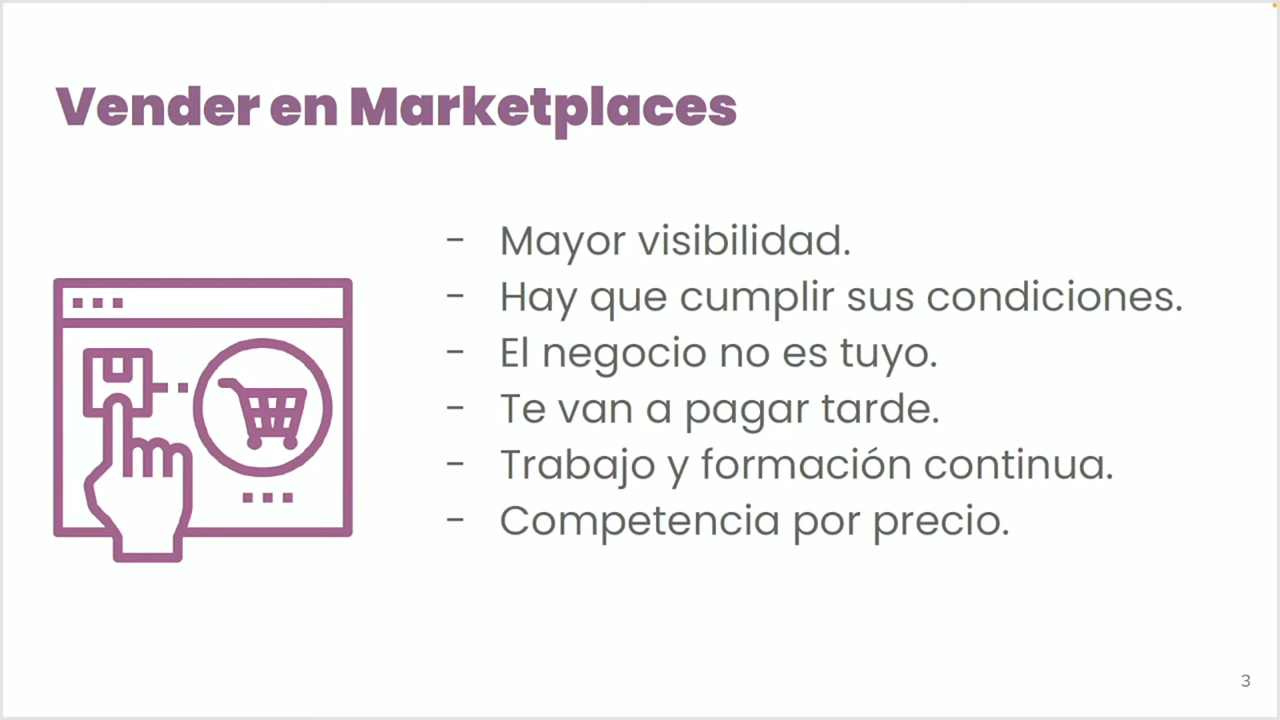 Vender en Marketplaces
- Mayor visibilidad.
- Hay que cumplir sus condiciones.
- El negocio no es tuyo.
- Te van a pagar tarde.
- Trabajo y formación continua.
- Competencia por precio.
3